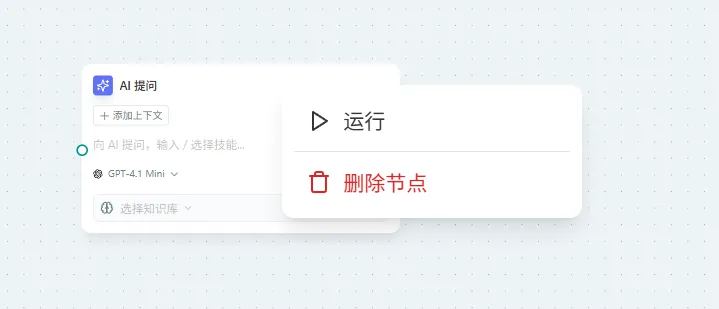 AI 提问
添加上下文
向 AI 提问，输入 / 选择技能...
GPT-4.1 Mini
选择知识库
运行
删除节点